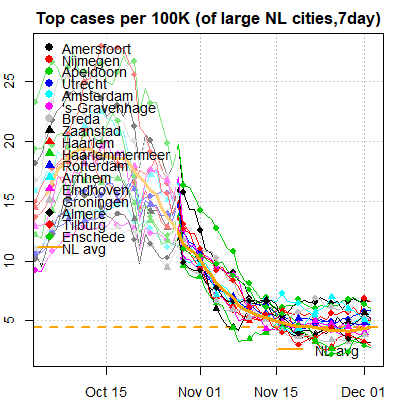 Top cases per 100K (of large NL cities,7day)
Amersfoort
Nijmegen
Apeldoorn
Utrecht
Amsterdam
's-Gravenhage
Breda
Zaanstad
Haarlem
Haarlemmermeer
Rotterdam
Arnhem
Eindhoven
Groningen
Almere
Tilburg
Enschede
NL avg
NL avg
25
20
15
10
5
Oct 15
Nov 01
Nov 15
Dec 01